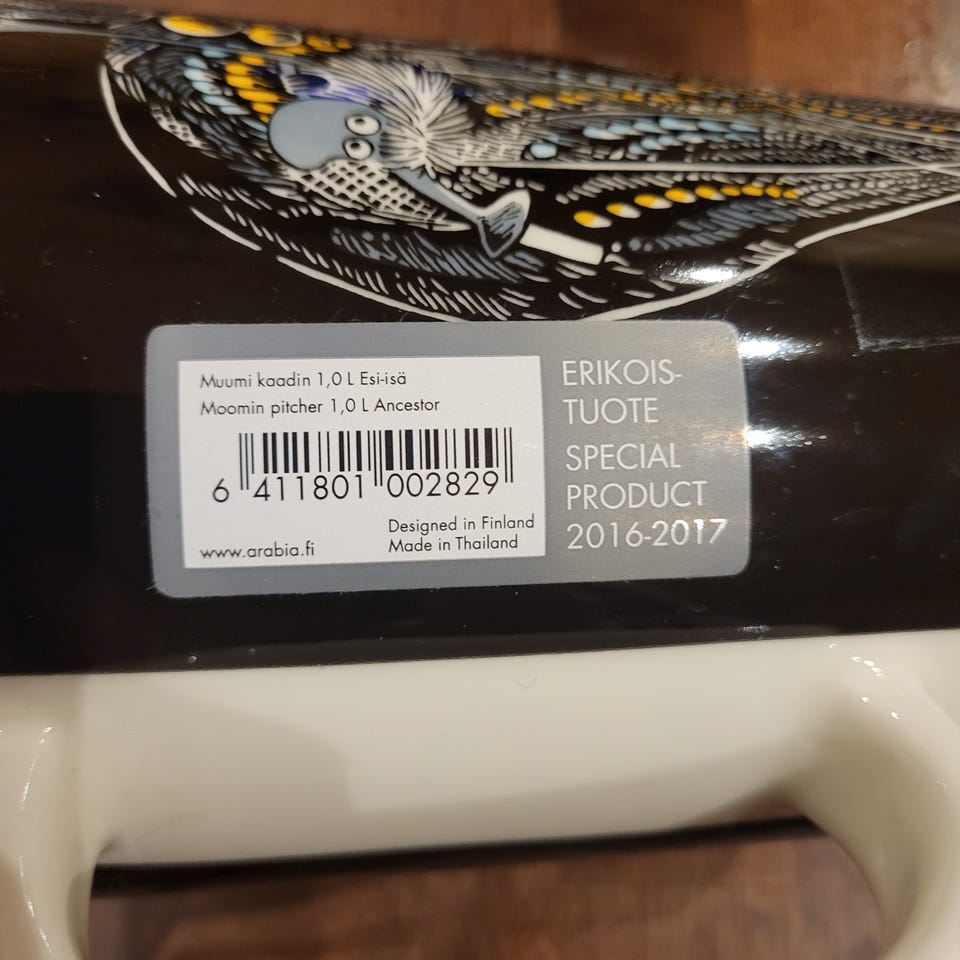 Muumi kaadin 1,0 L Esi-isä
Moomin pitcher 1,0 L Ancestor
6 411801 002829
Designed in Finland
Made in Thailand
www.arabia.fi
ERIKOIS-
TUOTE
SPECIAL
PRODUCT
2016-2017